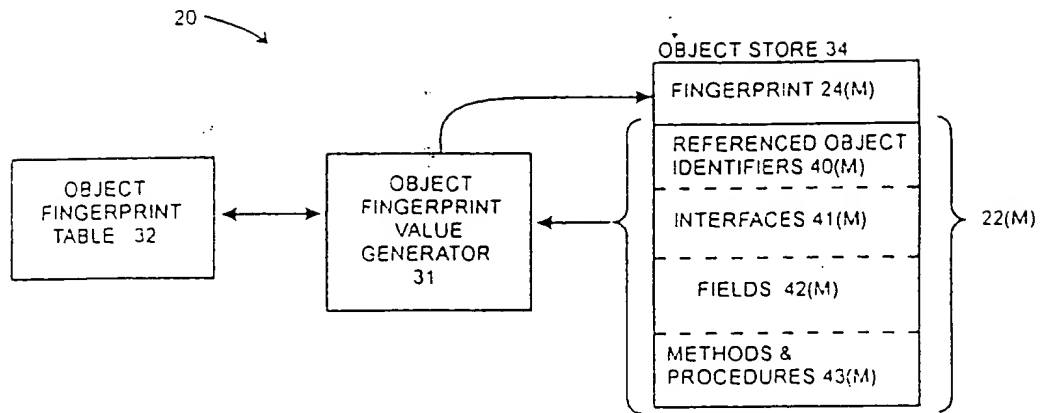 20
OBJECT STORE 34
FINGERPRINT 24(M)
REFERENCED OBJECT
IDENTIFIERS 40(M)
INTERFACES 41(M)
FIELDS 42(M)
METHODS &
PROCEDURES 43(M)
22(M)
OBJECT
FINGERPRINT
VALUE
GENERATOR
31
OBJECT
FINGERPRINT
TABLE 32